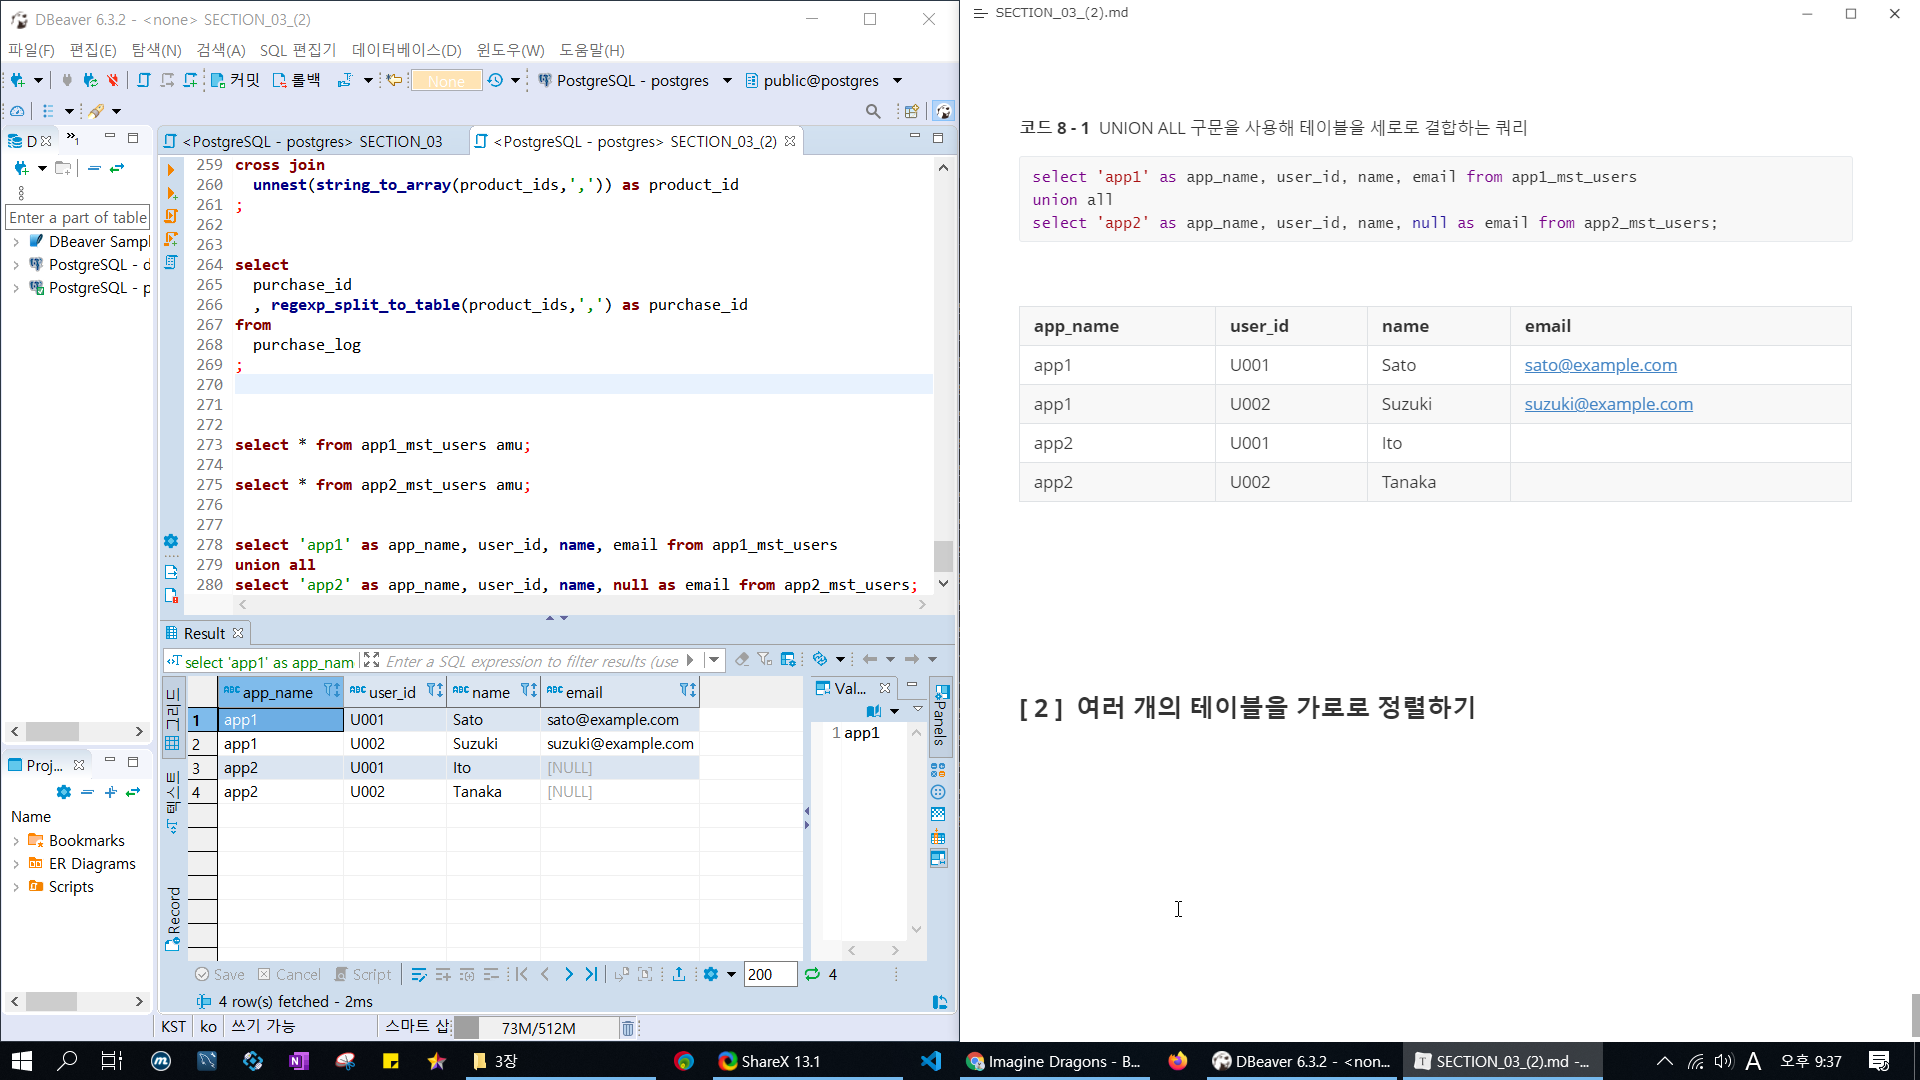 DBeaver 6.3.2 - <none> SECTION_03_(2)
파일(F) 편집(E) 탐색(N) 검색(A) SQL 편집기 데이터베이스(D) 윈도우(W) 도움말(H)
커밋 롤백 None PostgreSQL - postgres public@postgres
D <PostgreSQL - postgres> SECTION_03 <PostgreSQL - postgres> SECTION_03_(2)
Enter a part of table
DBeaver Sampl
PostgreSQL - d
PostgreSQL - p
259 cross join
260 unnest(string_to_array(product_ids,',')) as product_id
261 ;
262
263
264 select
265 purchase_id
266 , regexp_split_to_table(product_ids,',') as purchase_id
267 from
268 purchase_log
269 ;
270
271
272
273 select * from app1_mst_users amu;
274
275 select * from app2_mst_users amu;
276
277
278 select 'app1' as app_name, user_id, name, email from app1_mst_users
279 union all
280 select 'app2' as app_name, user_id, name, null as email from app2_mst_users;
Proj...
Name
Bookmarks
ER Diagrams
Scripts
Result
select 'app1' as app_nam Enter a SQL expression to filter results (use
그리드
텍스트
Record
app_name user_id name email
1 app1 U001 Sato sato@example.com
2 app1 U002 Suzuki suzuki@example.com
3 app2 U001 Ito [NULL]
4 app2 U002 Tanaka [NULL]
Val...
1 app1
Panels
Save Cancel Script 200 4
4 row(s) fetched - 2ms
KST ko 쓰기 가능 스마트 삽 73M/512M
SECTION_03_(2).md
코드 8 - 1 UNION ALL 구문을 사용해 테이블을 세로로 결합하는 쿼리
select 'app1' as app_name, user_id, name, email from app1_mst_users
union all
select 'app2' as app_name, user_id, name, null as email from app2_mst_users;
app_name user_id name email
app1 U001 Sato sato@example.com
app1 U002 Suzuki suzuki@example.com
app2 U001 Ito
app2 U002 Tanaka
[ 2 ] 여러 개의 테이블을 가로로 정렬하기
3장 ShareX 13.1 Imagine Dragons - B... DBeaver 6.3.2 - <non... SECTION_03_(2).md -... A 오후 9:37